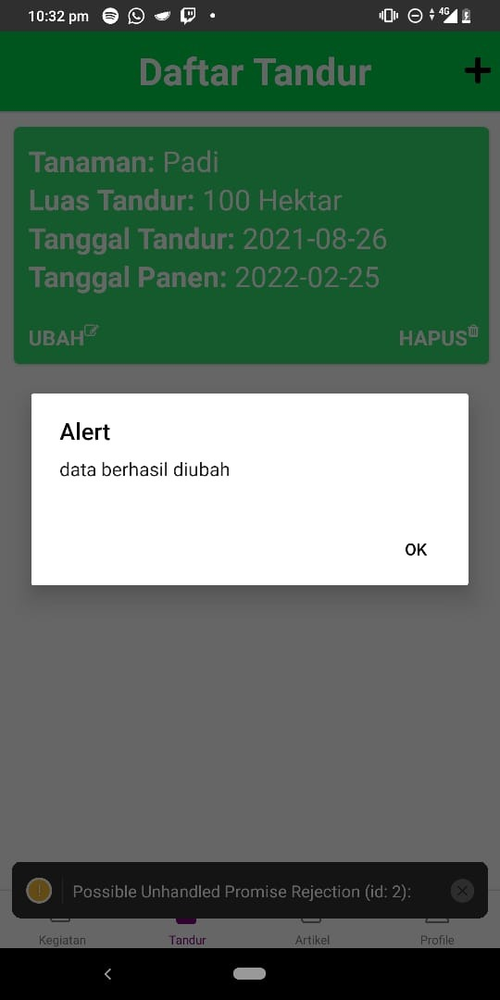 10:32 pm
4G
Daftar Tandur
Tanaman: Padi
Luas Tandur: 100 Hektar
Tanggal Tandur: 2021-08-26
Tanggal Panen: 2022-02-25
UBAH
HAPUS
Alert
data berhasil diubah
OK
Possible Unhandled Promise Rejection (id: 2):
Kegiatan
Tandur
Artikel
Profile